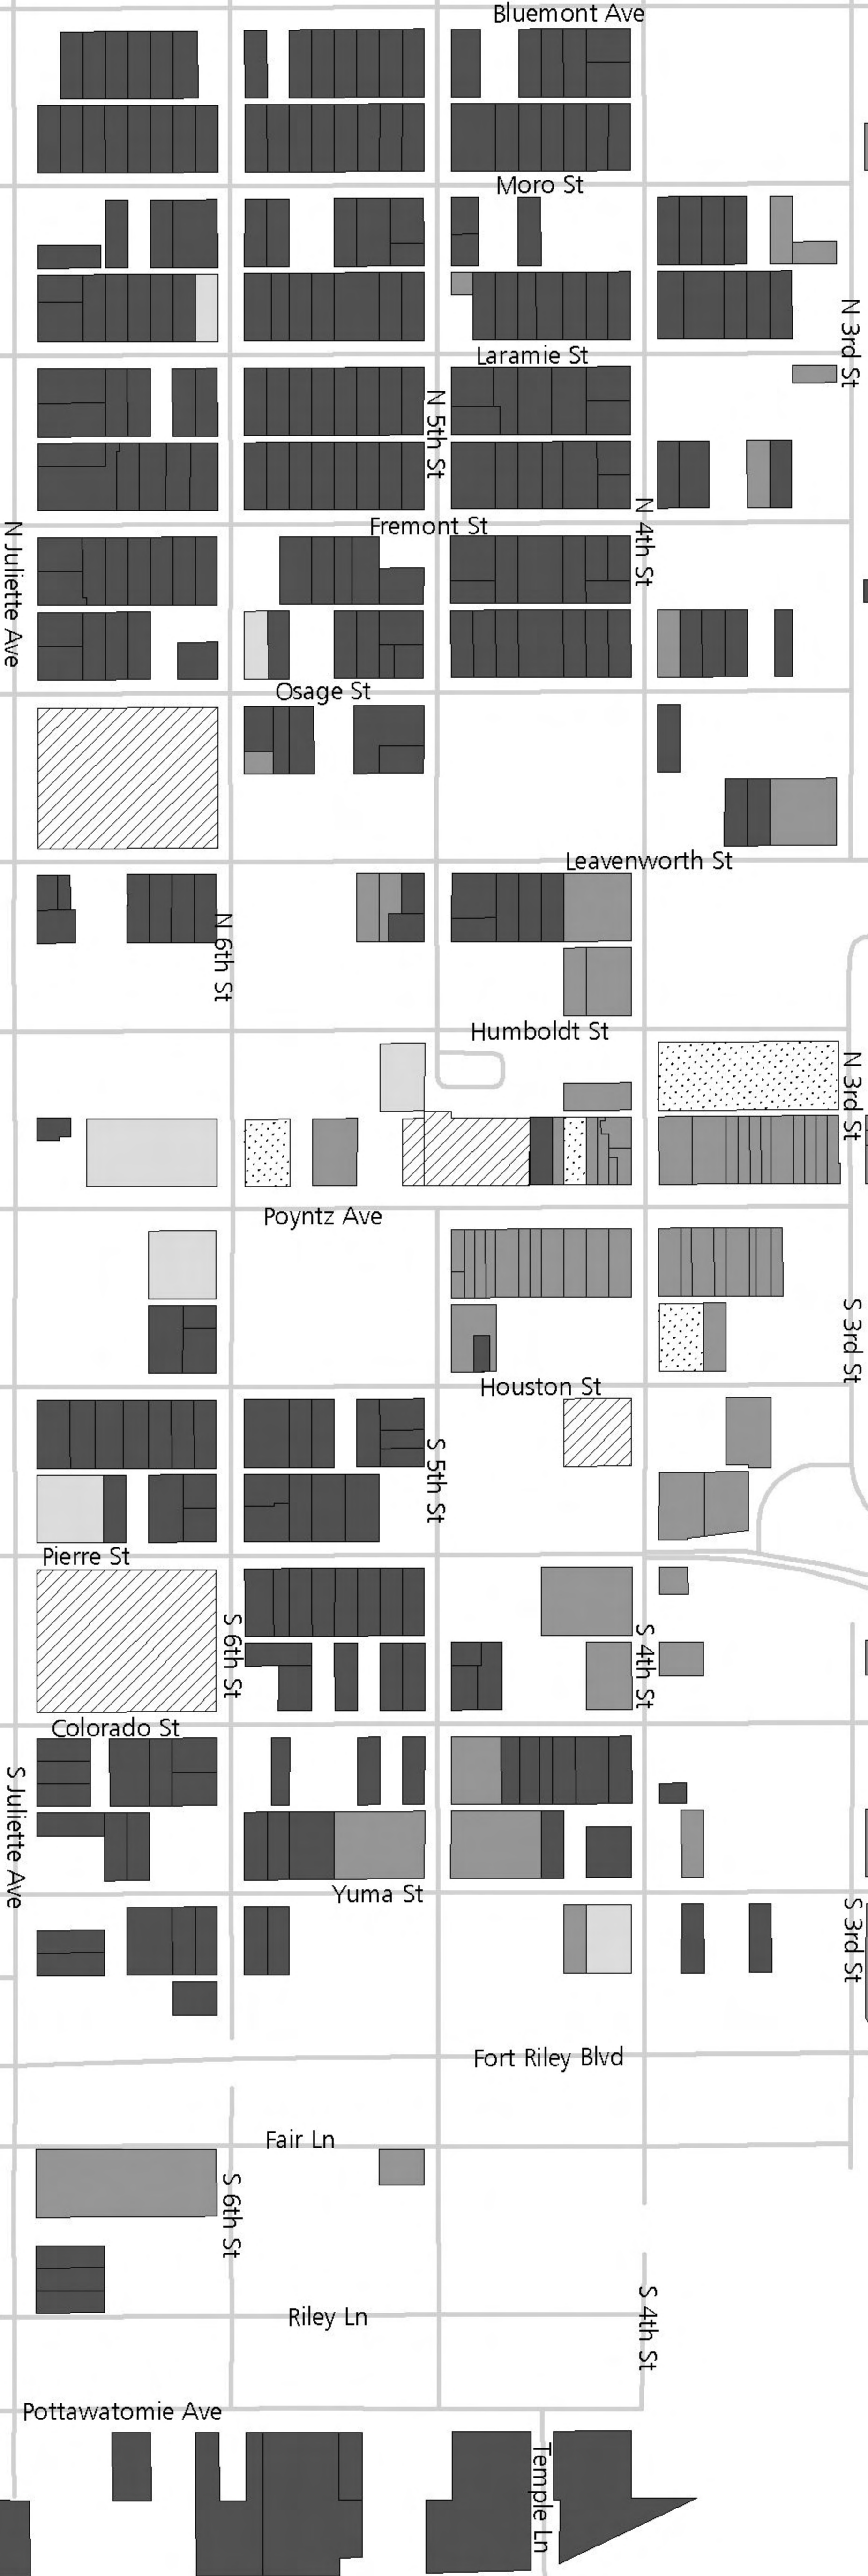 Bluemont Ave
Moro St
N 3rd St
Laramie St
N 5th St
N 4th St
Fremont St
N Juliette Ave
Osage St
Leavenworth St
N 6th St
Humboldt St
N 3rd St
Poyntz Ave
S 3rd St
Houston St
S 5th St
Pierre St
S 6th St
S 4th St
Colorado St
S Juliette Ave
Yuma St
S 3rd St
Fort Riley Blvd
Fair Ln
S 6th St
S 4th St
Riley Ln
Pottawatomie Ave
Temple Ln